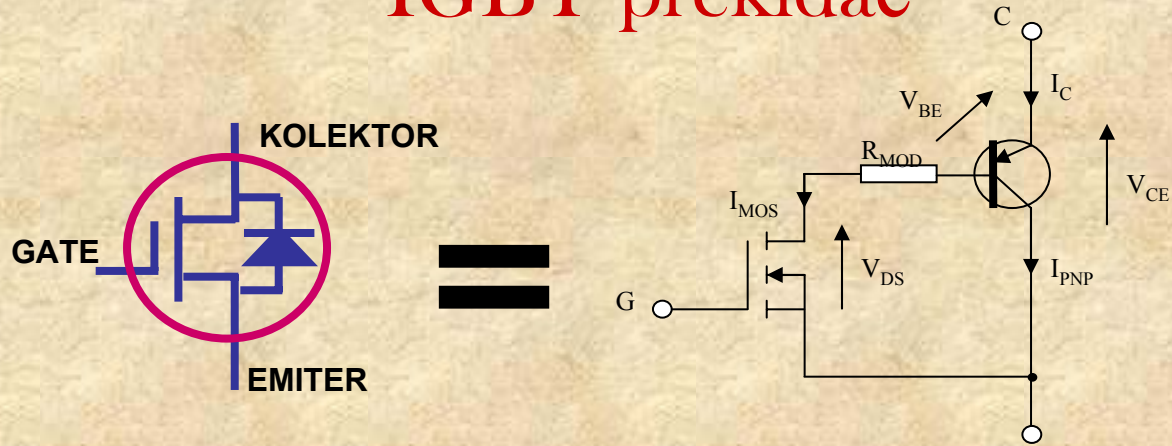 IGBT prekidač
KOLEKTOR
GATE
EMITER
C
I_C
V_BE
R_MOD
V_CE
I_MOS
V_DS
I_PNP
G